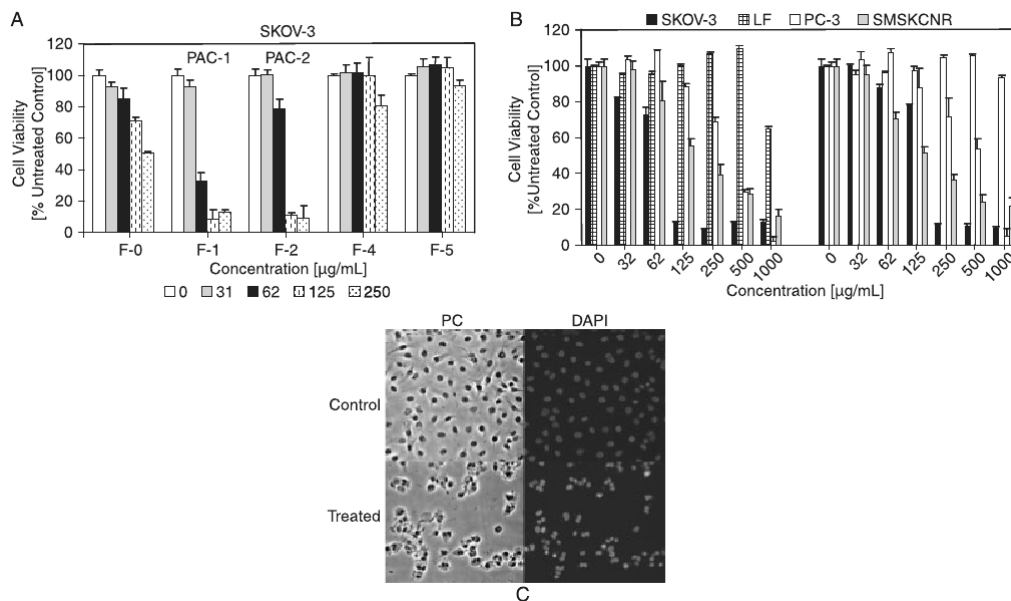 A
SKOV-3
PAC-1 PAC-2
Cell Viability
[% Untreated Control]
120
100
80
60
40
20
0
F-0 F-1 F-2 F-4 F-5
Concentration [µg/mL]
0 31 62 125 250
B
SKOV-3 LF PC-3 SMSKCNR
Cell Viability
[%Untreated Control]
120
100
80
60
40
20
0
0 32 62 125 250 500 1000 0 32 62 125 250 500 1000
Concentration [µg/mL]
PC DAPI
Control
Treated
C